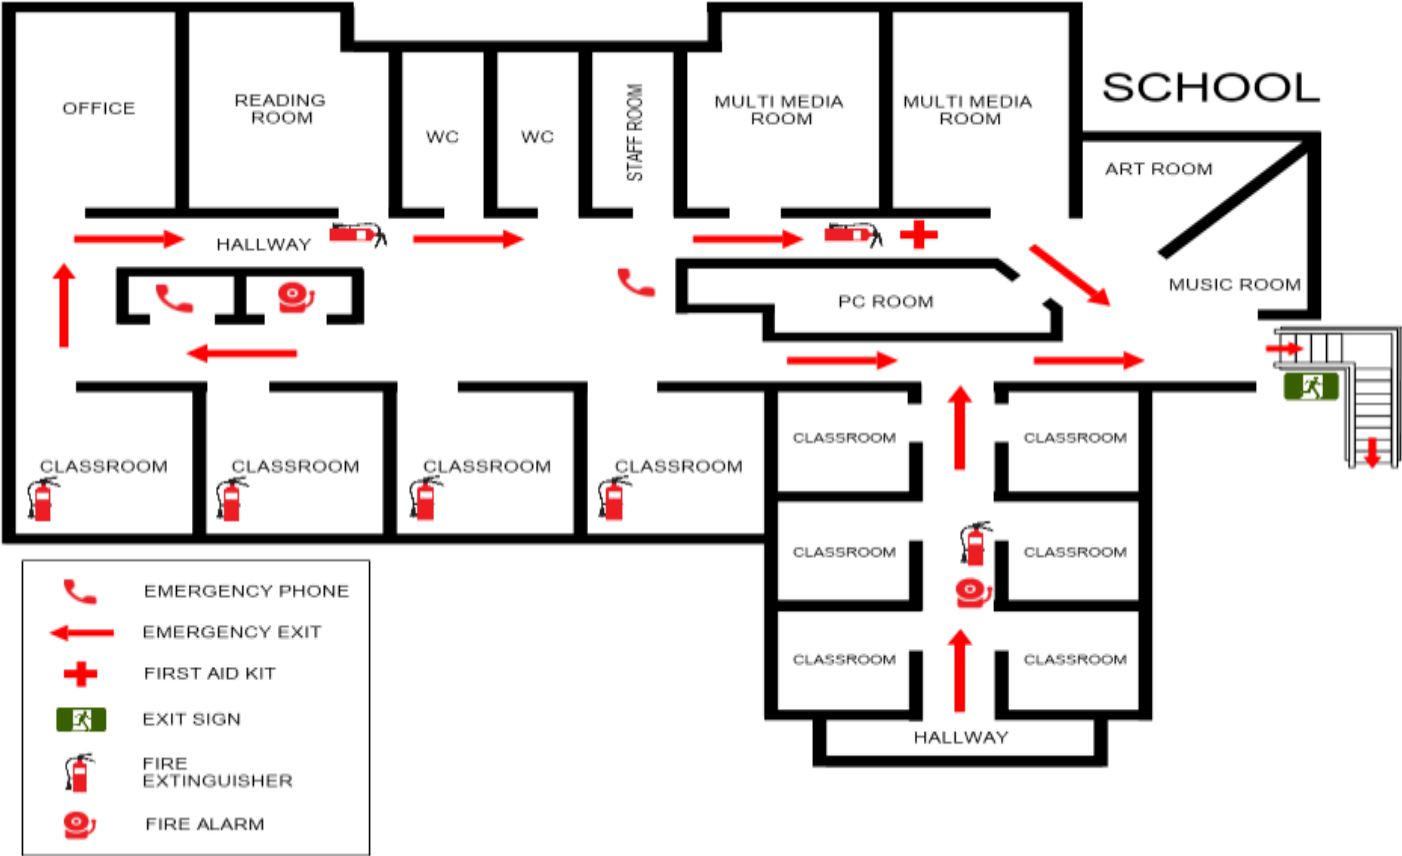 SCHOOL
OFFICE
READING
ROOM
WC
WC
STAFF ROOM
MULTI MEDIA
ROOM
MULTI MEDIA
ROOM
ART ROOM
HALLWAY
MUSIC ROOM
PC ROOM
CLASSROOM
CLASSROOM
CLASSROOM
CLASSROOM
CLASSROOM
CLASSROOM
CLASSROOM
CLASSROOM
CLASSROOM
CLASSROOM
HALLWAY
EMERGENCY PHONE
EMERGENCY EXIT
FIRST AID KIT
EXIT SIGN
FIRE
EXTINGUISHER
FIRE ALARM